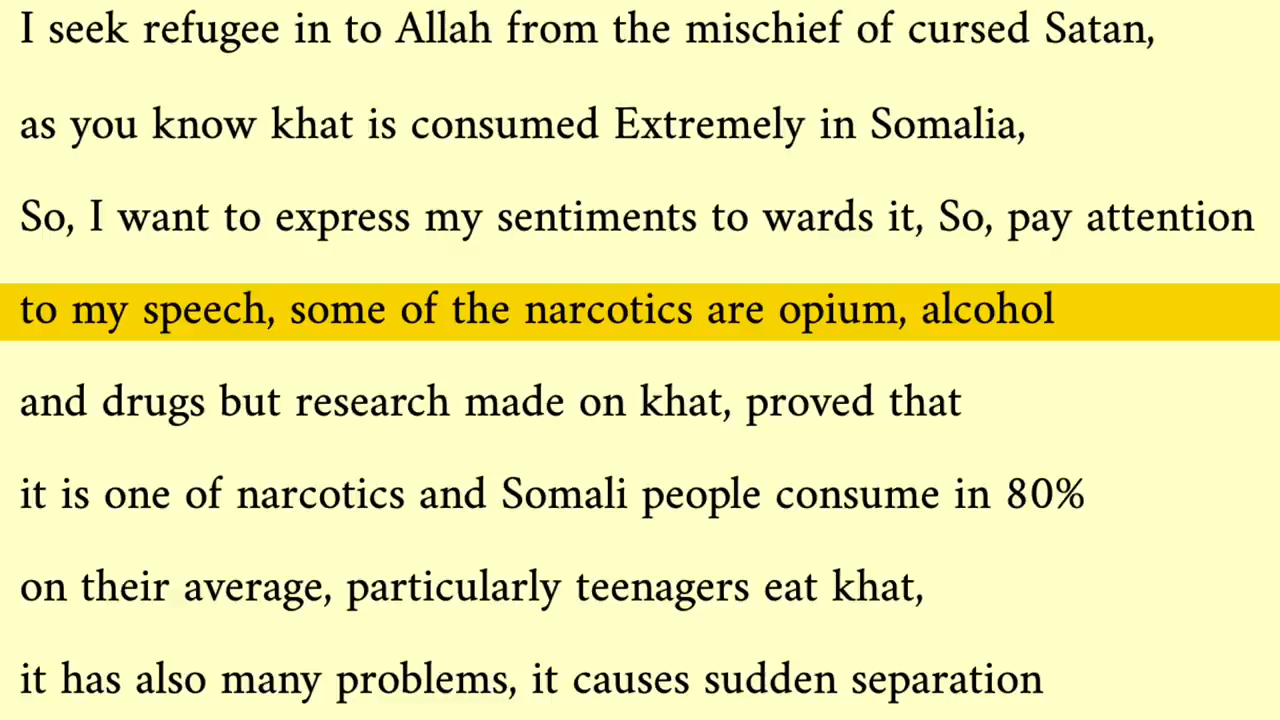 I seek refugee in to Allah from the mischief of cursed Satan,
as you know khat is consumed Extremely in Somalia,
So, I want to express my sentiments to wards it, So, pay attention
to my speech, some of the narcotics are opium, alcohol
and drugs but research made on khat, proved that
it is one of narcotics and Somali people consume in 80%
on their average, particularly teenagers eat khat,
it has also many problems, it causes sudden separation